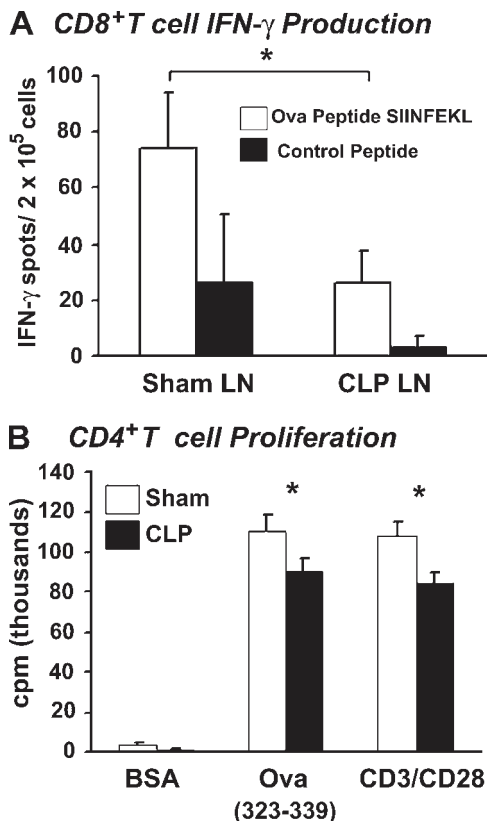 A CD8+T cell IFN-γ Production
*
100
80
60
40
20
0
IFN-γ spots/ 2 x 10⁵ cells
Ova Peptide SIINFEKL
Control Peptide
Sham LN CLP LN
B CD4+T cell Proliferation
140
120
100
80
60
40
20
0
cpm (thousands)
Sham
CLP
* *
BSA Ova CD3/CD28
(323-339)